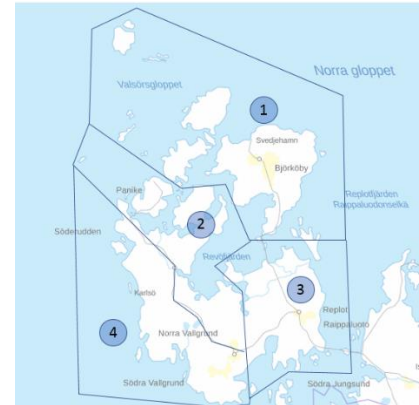 Norra gloppet
Valsörsgloppet
1
Svedjehamn
Björköby
Panike
Replotfjärden
Raippaluodonselkä
2
Söderudden
Revöfjärden
3
Karlsö
Replot
Raippaluoto
4
Norra Vallgrund
Södra Vallgrund
Södra Jungsund